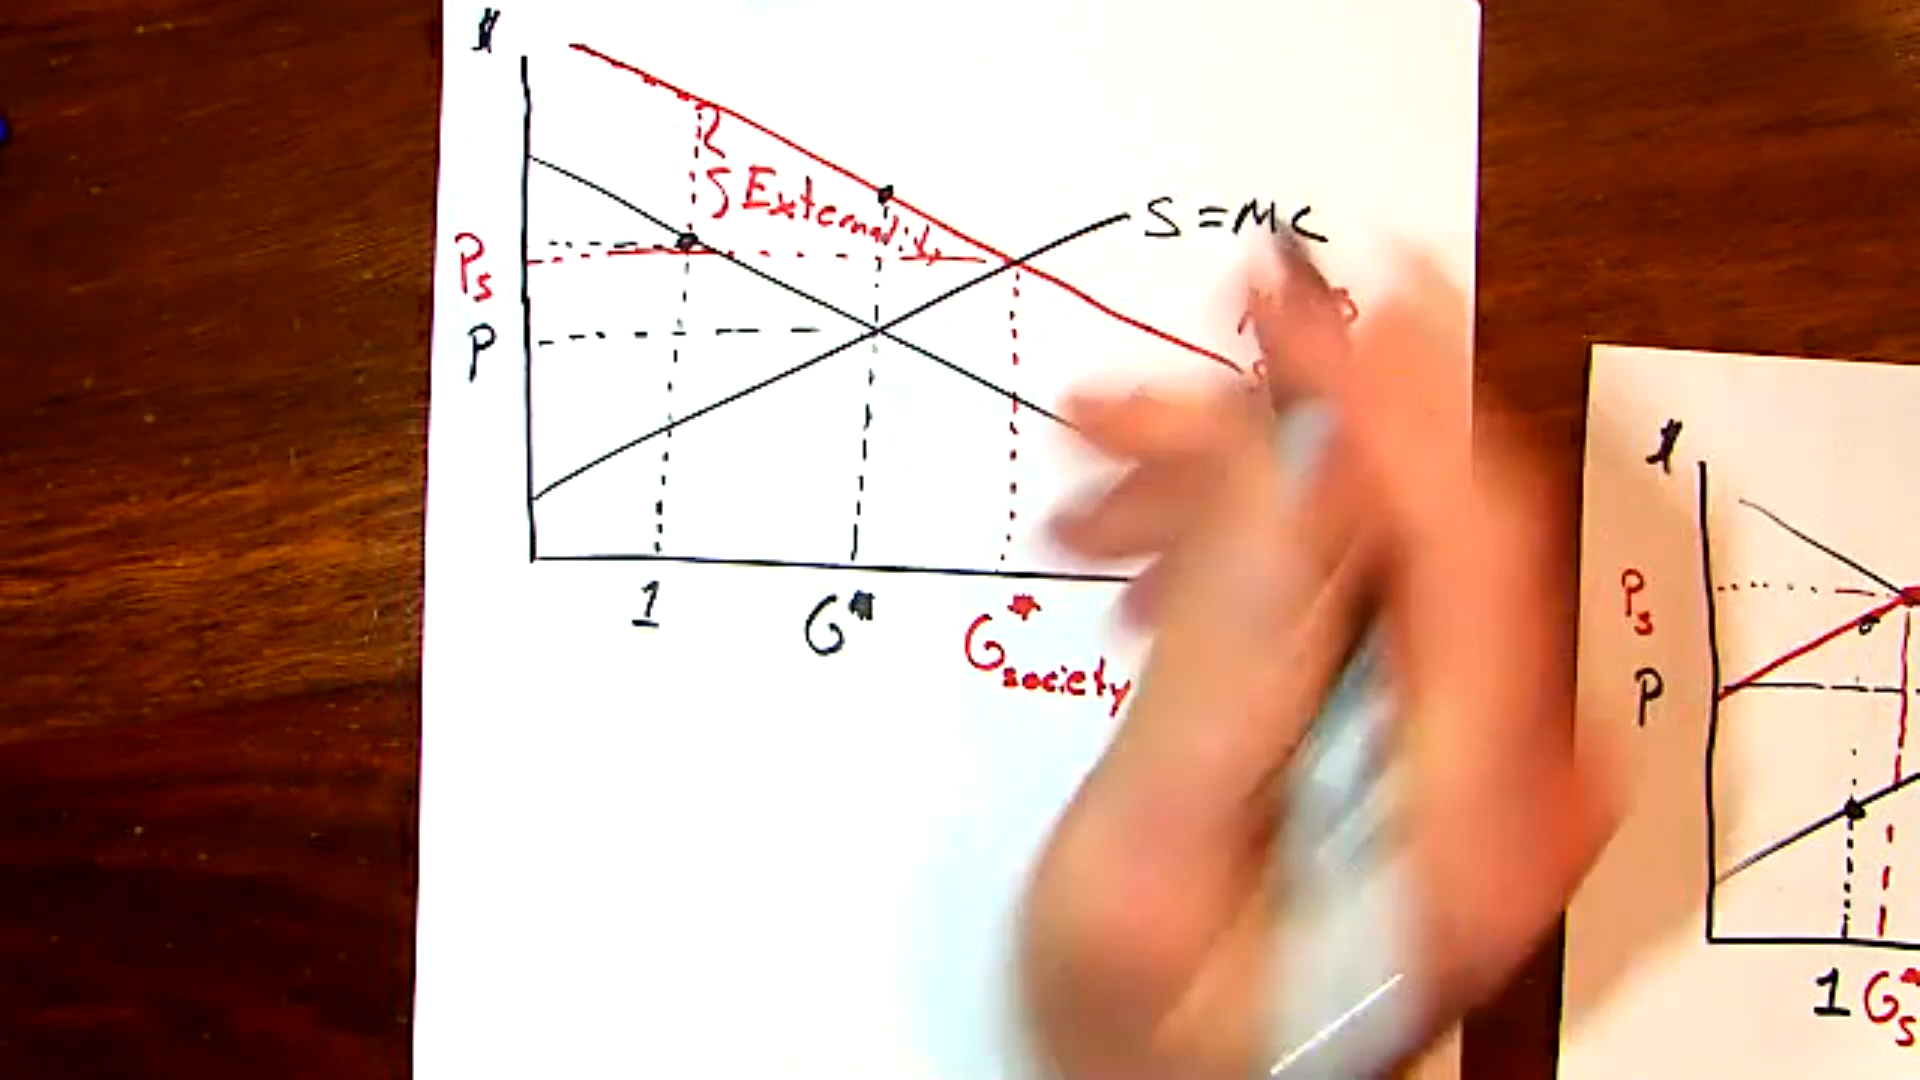 $
Externality
S = MC
Ps
P
1
G*
G*society
$
Ps
P
1
G*s